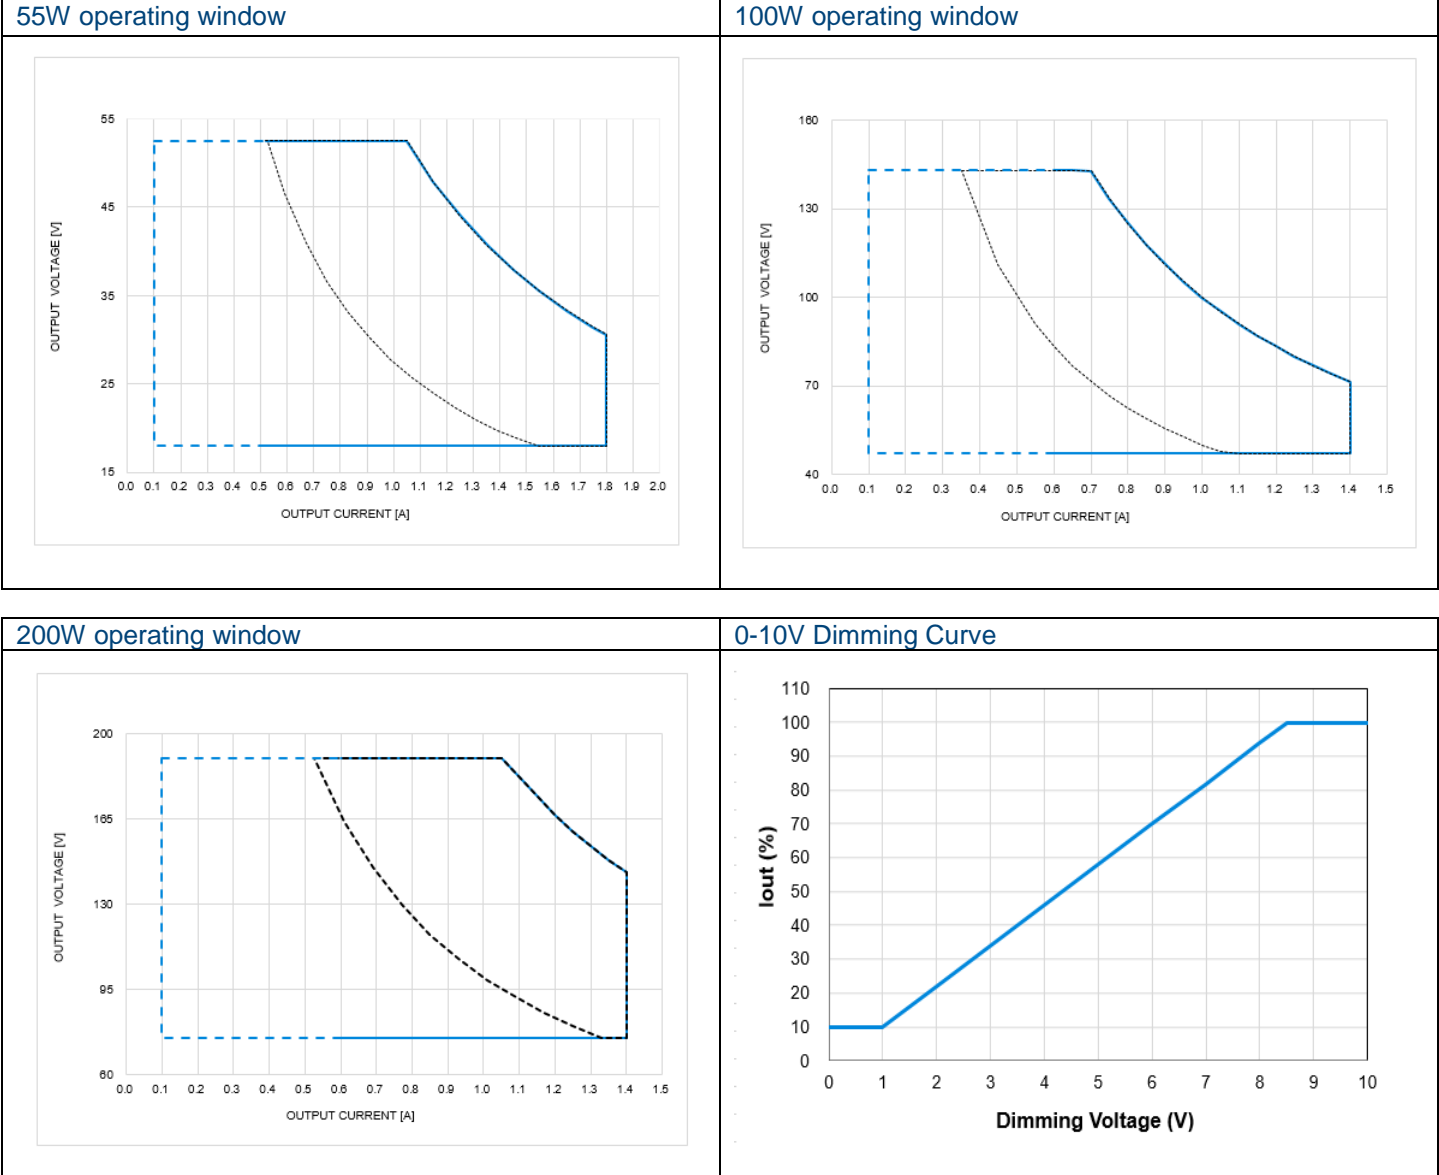 55W operating window
100W operating window
55
45
35
25
15
OUTPUT VOLTAGE [V]
0.0 0.1 0.2 0.3 0.4 0.5 0.6 0.7 0.8 0.9 1.0 1.1 1.2 1.3 1.4 1.5 1.6 1.7 1.8 1.9 2.0
OUTPUT CURRENT [A]
160
130
100
70
40
OUTPUT VOLTAGE [V]
0.0 0.1 0.2 0.3 0.4 0.5 0.6 0.7 0.8 0.9 1.0 1.1 1.2 1.3 1.4 1.5
OUTPUT CURRENT [A]
200W operating window
0-10V Dimming Curve
200
165
130
95
60
OUTPUT VOLTAGE [V]
0.0 0.1 0.2 0.3 0.4 0.5 0.6 0.7 0.8 0.9 1.0 1.1 1.2 1.3 1.4 1.5
OUTPUT CURRENT [A]
110
100
90
80
70
60
50
40
30
20
10
0
Iout (%)
0 1 2 3 4 5 6 7 8 9 10
Dimming Voltage (V)